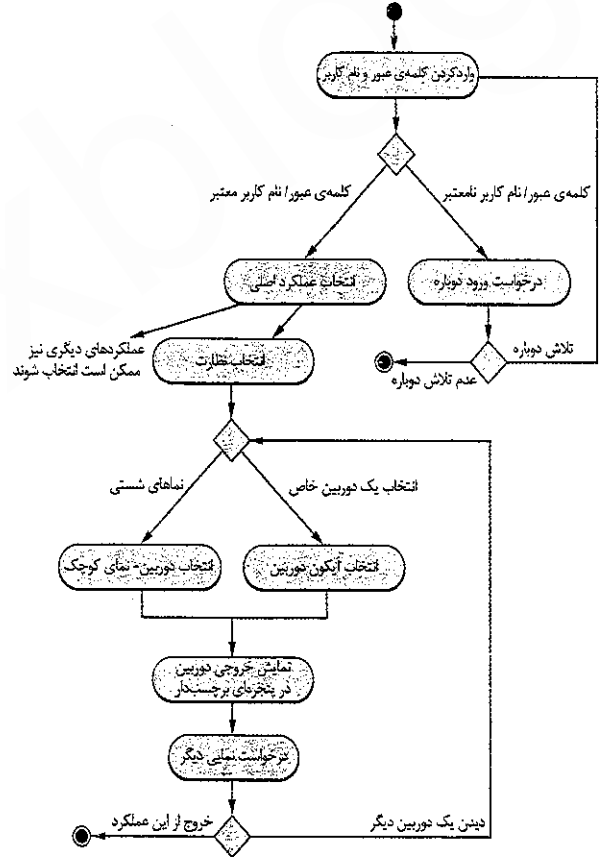 واردکردن کلمه‌ی عبور و نام کاربر
کلمه‌ی عبور/ نام کاربر نامعتبر
کلمه‌ی عبور/ نام کاربر معتبر
درخواست ورود دوباره
انتخاب عملکرد اصلی
تلاش دوباره
عدم تلاش دوباره
عملکردهای دیگری نیز
ممکن است انتخاب شوند
انتخاب نظارت
انتخاب یک دوربین خاص
نماهای شستی
انتخاب آیکون دوربین
انتخاب دوربین- نمای کوچک
نمایش خروجی دوربین
در پنجره‌ای برچسب‌دار
درخواست نمایی دیگر
دیدن یک دوربین دیگر
خروج از این عملکرد